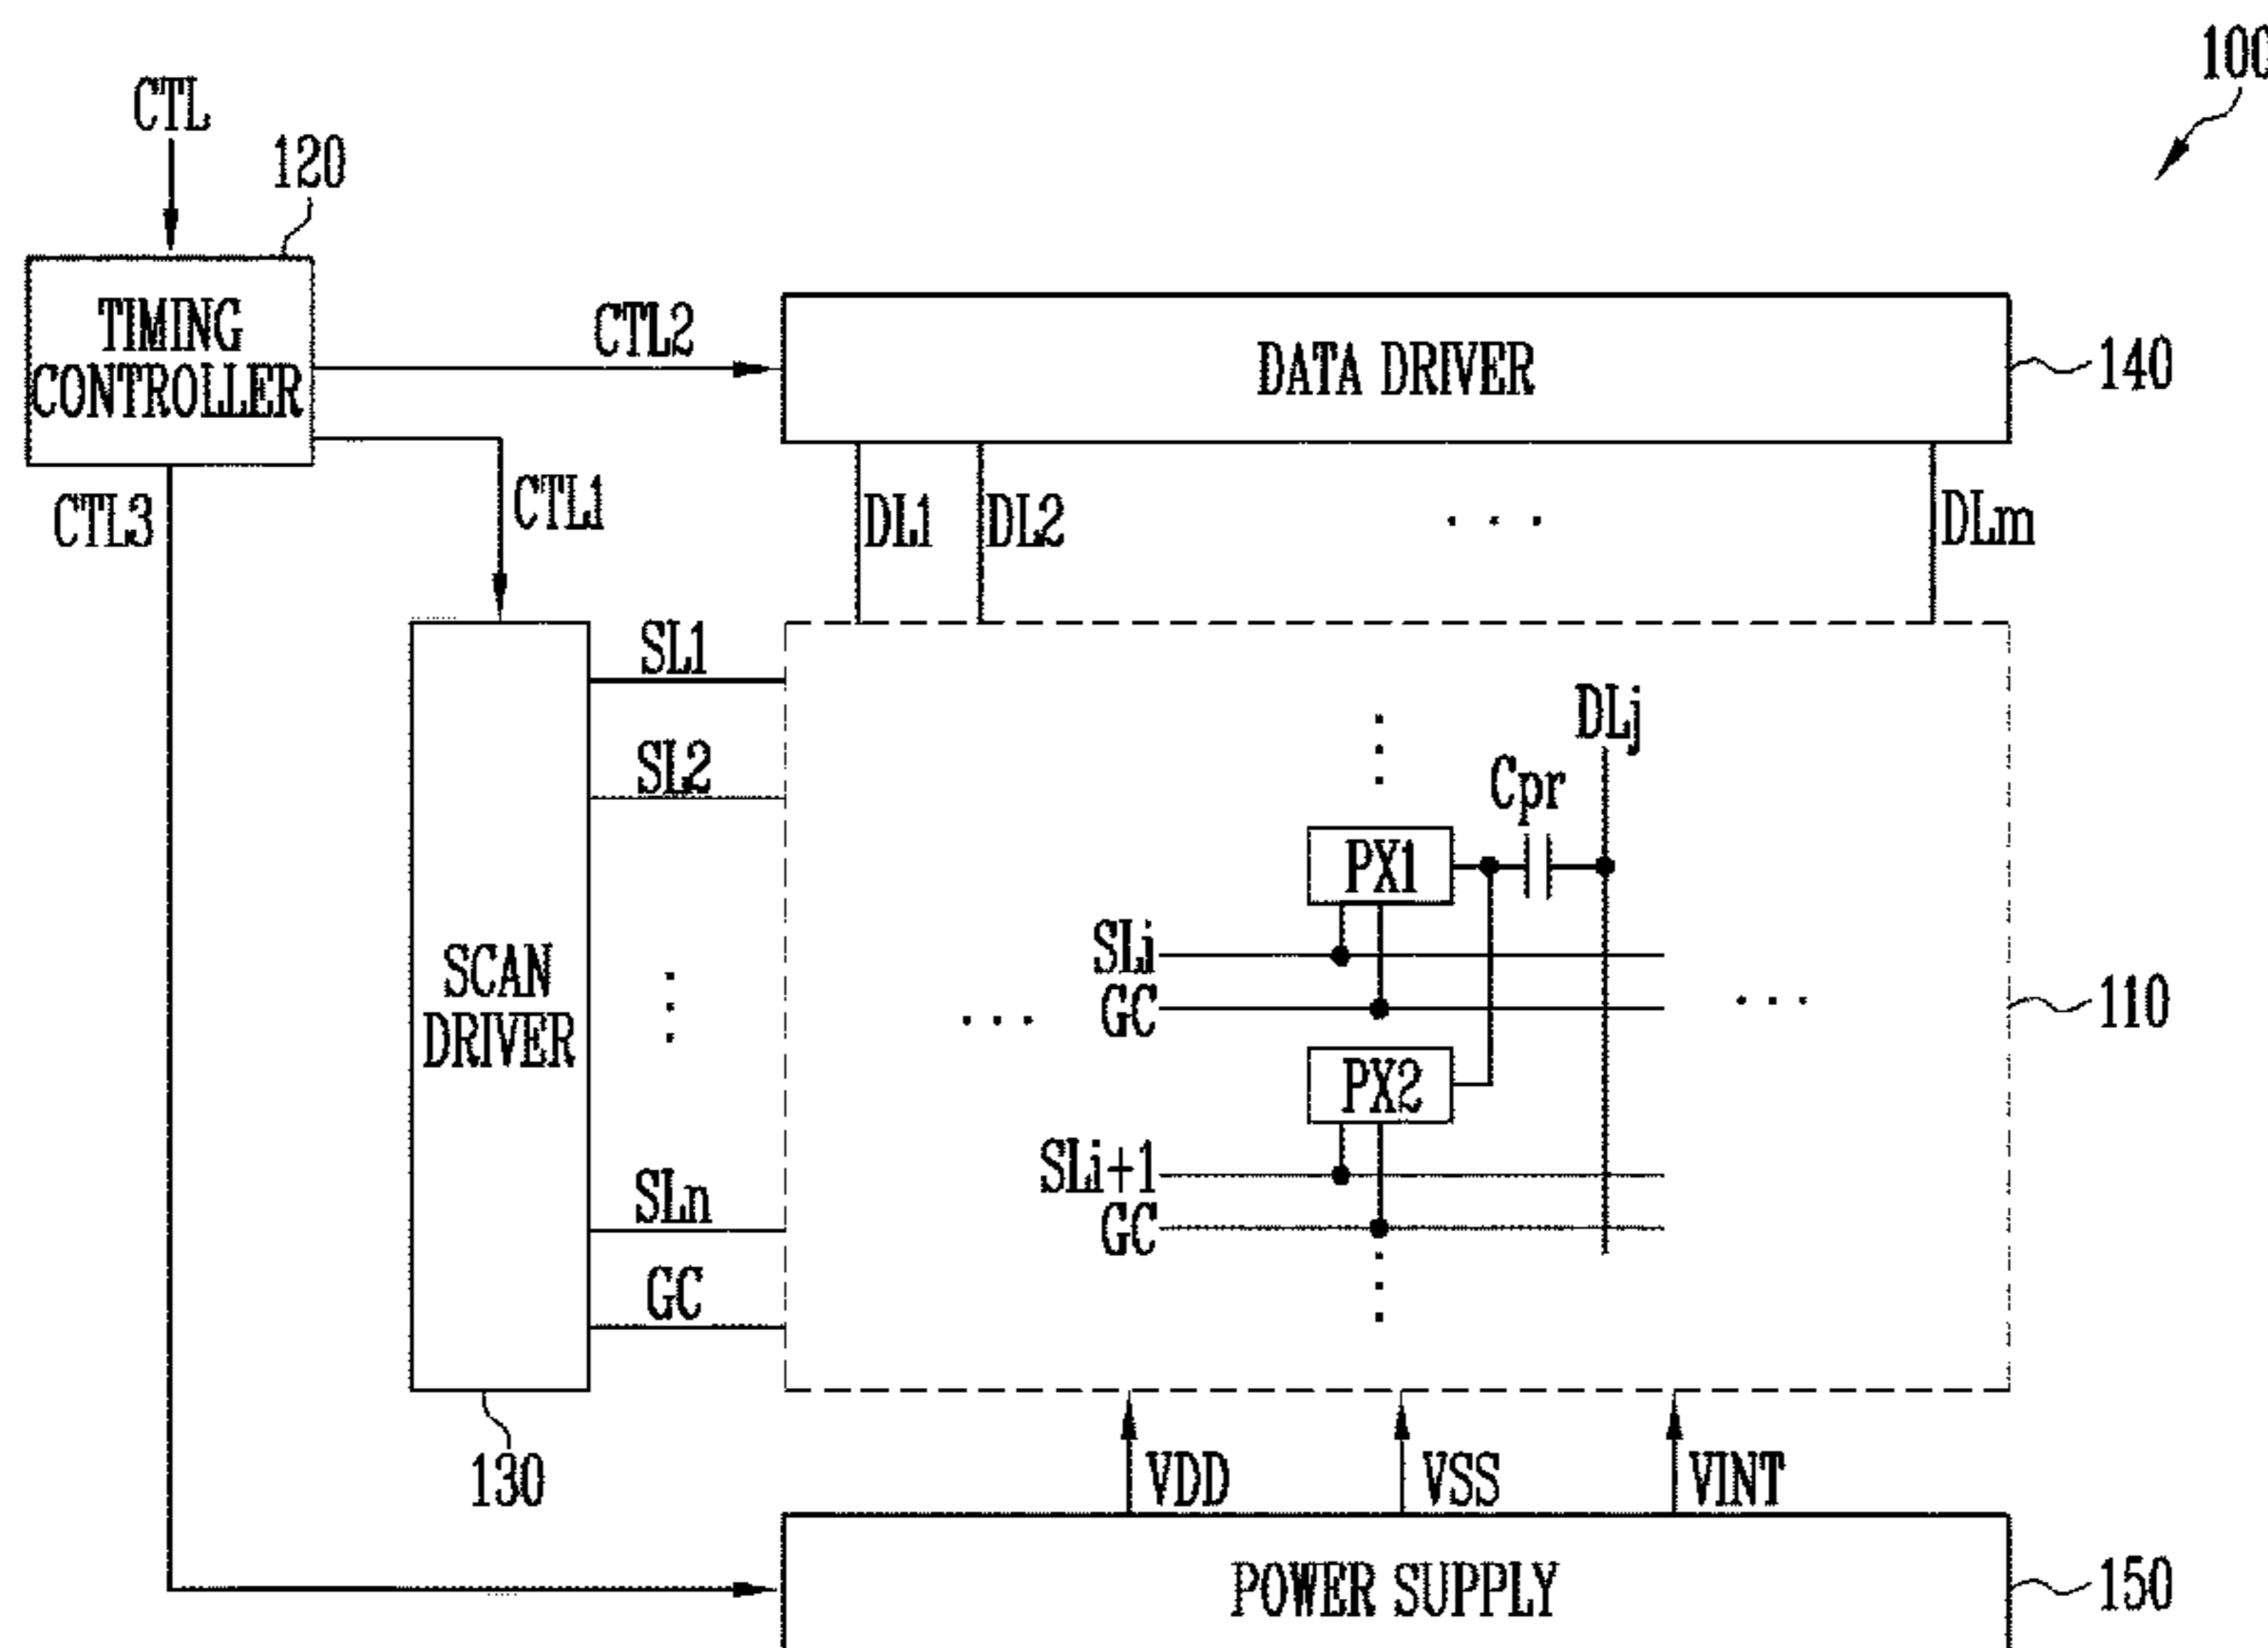 100
CTL
120
TIMING
CONTROLLER
CTL2
DATA DRIVER
140
CTL3
CTL1
DL1
DL2
. . .
DLm
SL1
SL2
SLn
GC
SCAN
DRIVER
130
DLj
Cpr
PX1
SLi
GC
PX2
SLi+1
GC
. . .
. . .
110
VDD
VSS
VINT
POWER SUPPLY
150